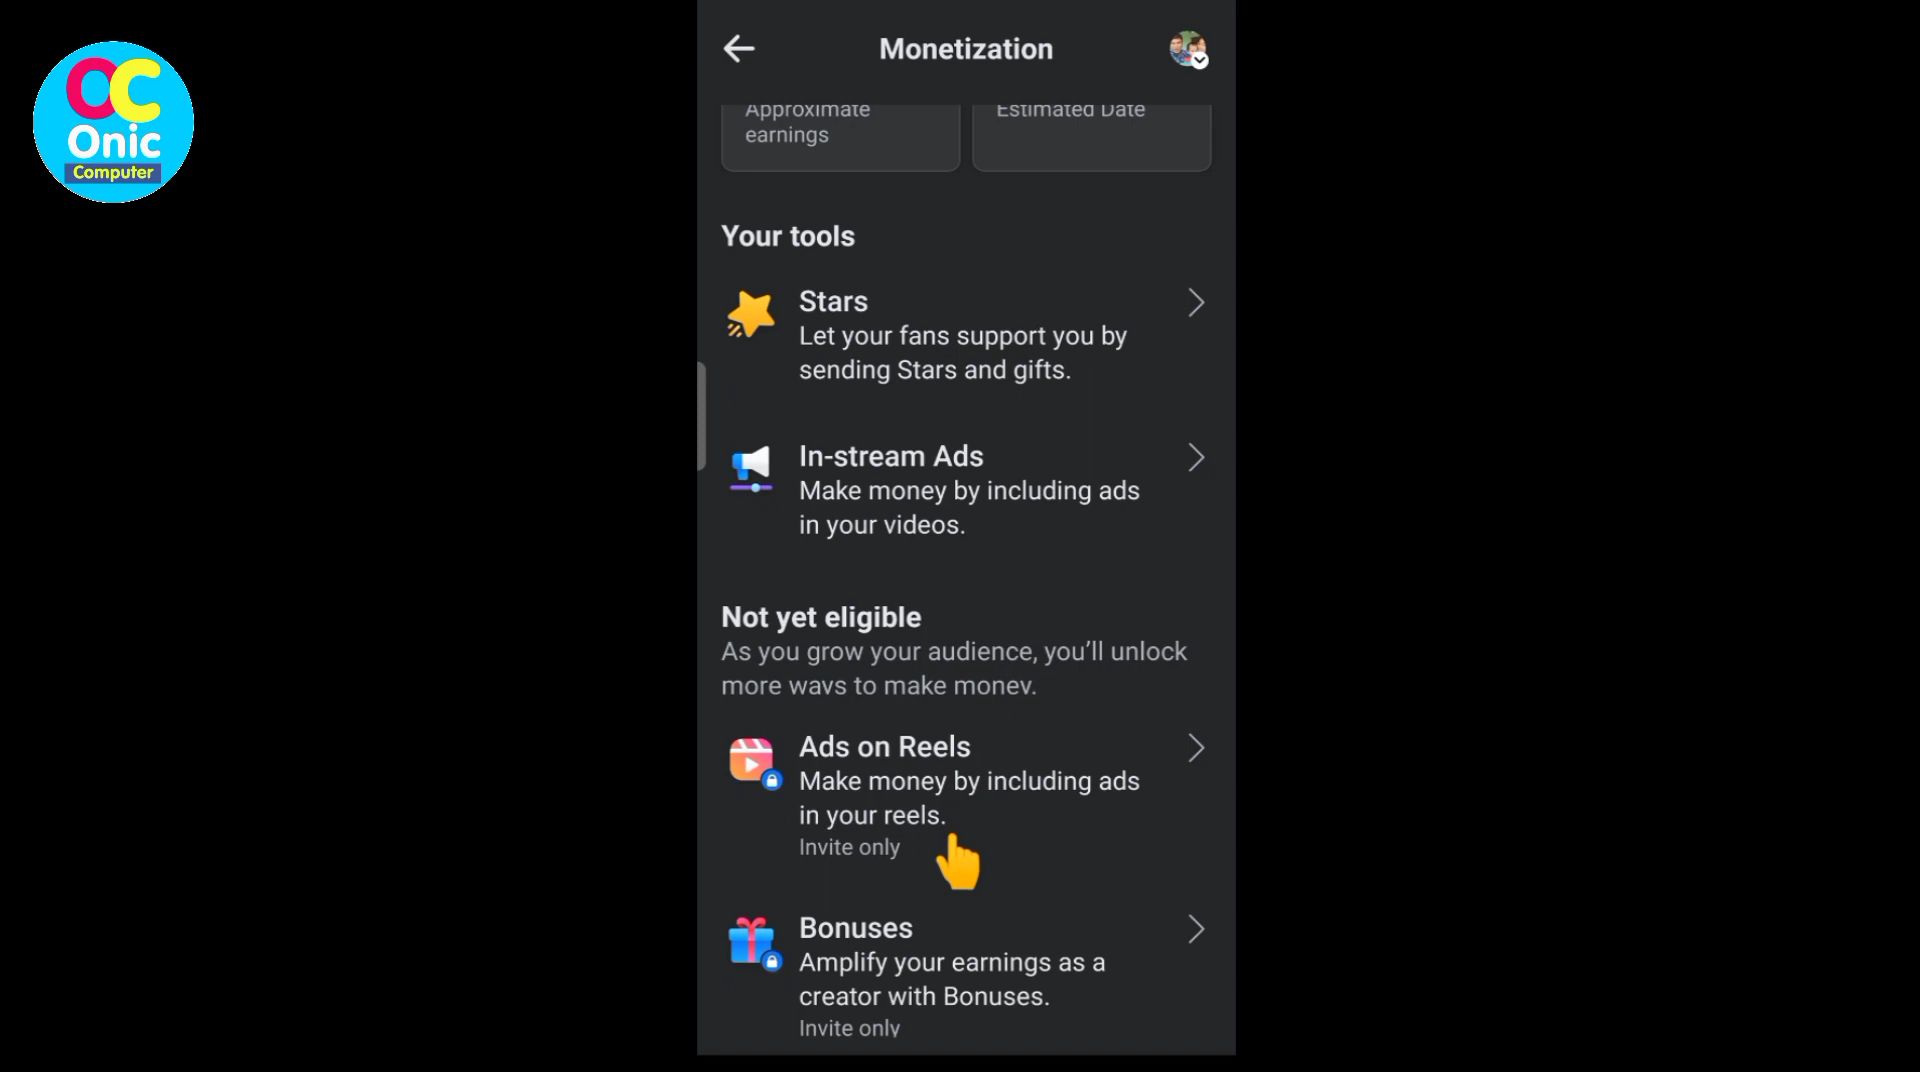 OC
Onic
Computer
Monetization
Approximate
earnings
Estimated Date
Your tools
Stars
Let your fans support you by
sending Stars and gifts.
In-stream Ads
Make money by including ads
in your videos.
Not yet eligible
As you grow your audience, you’ll unlock
more ways to make money.
Ads on Reels
Make money by including ads
in your reels.
Invite only
Bonuses
Amplify your earnings as a
creator with Bonuses.
Invite only